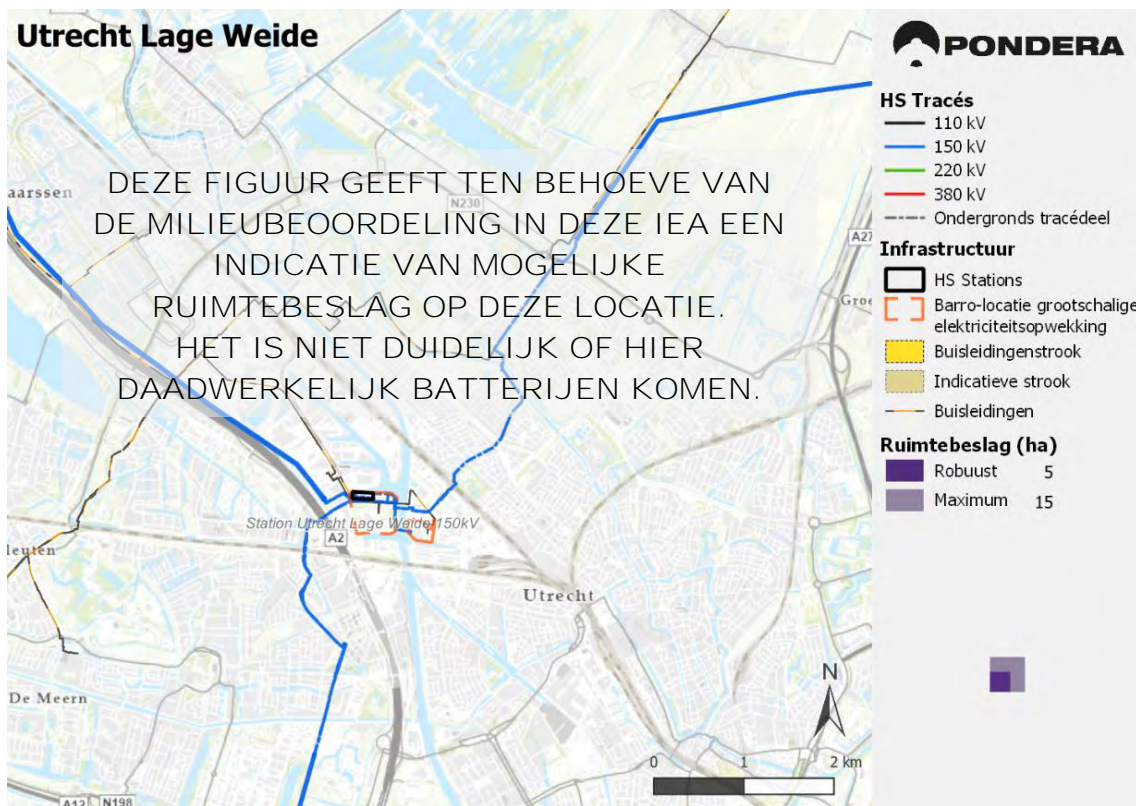 Utrecht Lage Weide
DEZE FIGUUR GEEFT TEN BEHOEVE VAN
DE MILIEUBEOORDELING IN DEZE IEA EEN
INDICATIE VAN MOGELIJKE
RUIMTEBESLAG OP DEZE LOCATIE.
HET IS NIET DUIDELIJK OF HIER
DAADWERKELIJK BATTERIJEN KOMEN.
aarssen
N230
A27
Groe
Station Utrecht Lage Weide 150kV
A2
leuten
Utrecht
De Meern
A12
N198
N
0 1 2 km
PONDERA
HS Tracés
110 kV
150 kV
220 kV
380 kV
Ondergronds tracédeel
Infrastructuur
HS Stations
Barro-locatie grootschalige
elektriciteitsopwekking
Buisleidingenstrook
Indicatieve strook
Buisleidingen
Ruimtebeslag (ha)
Robuust 5
Maximum 15